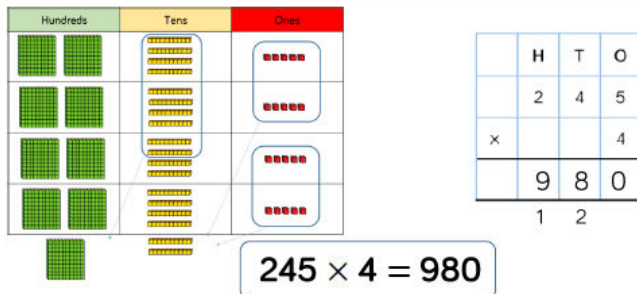 Hundreds Tens Ones
H T O
2 4 5
× 4
9 8 0
1 2
245 × 4 = 980